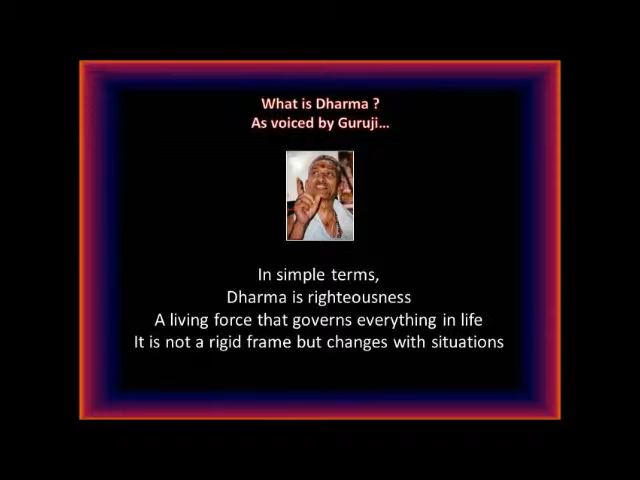 What is Dharma ?
As voiced by Guruji...
In simple terms,
Dharma is righteousness
A living force that governs everything in life
It is not a rigid frame but changes with situations